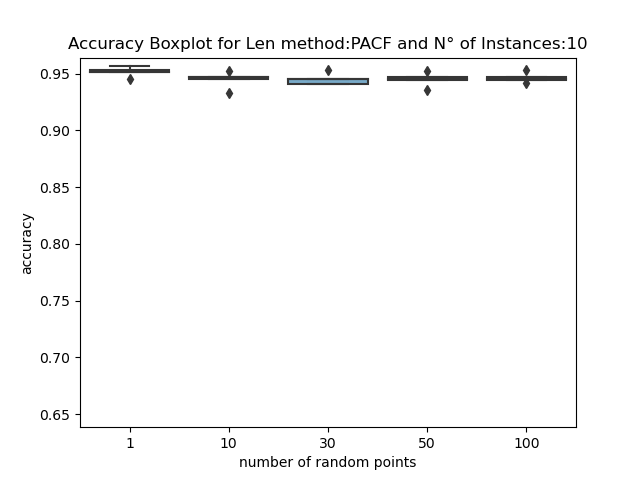 Accuracy Boxplot for Len method:PACF and N° of Instances:10
0.95
0.90
0.85
0.80
0.75
0.70
0.65
accuracy
1 10 30 50 100
number of random points